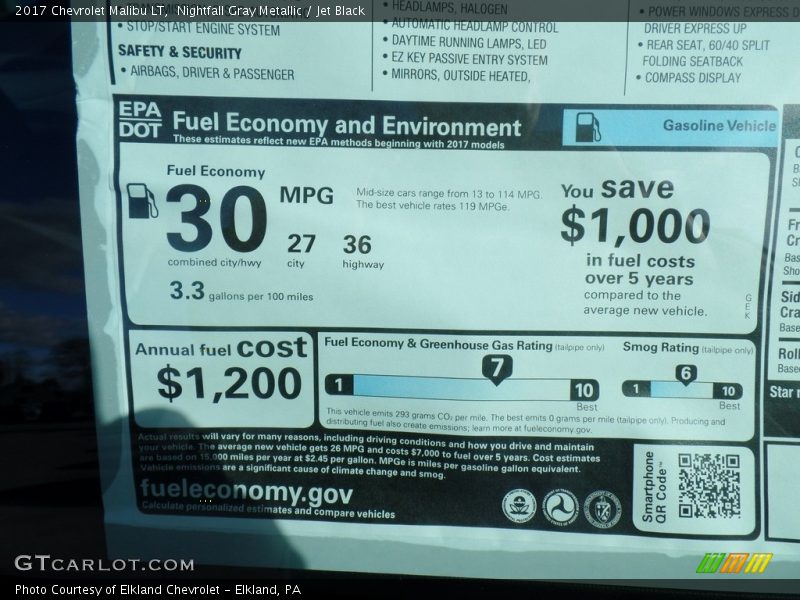 2017 Chevrolet Malibu LT, Nightfall Gray Metallic / Jet Black
• STOP/START ENGINE SYSTEM
SAFETY & SECURITY
• AIRBAGS, DRIVER & PASSENGER
HEADLAMPS, HALOGEN
• AUTOMATIC HEADLAMP CONTROL
• DAYTIME RUNNING LAMPS, LED
• EZ KEY PASSIVE ENTRY SYSTEM
• MIRRORS, OUTSIDE HEATED,
• POWER WINDOWS EXPRESS
DRIVER EXPRESS UP
• REAR SEAT, 60/40 SPLIT
FOLDING SEATBACK
• COMPASS DISPLAY
EPA
DOT
Fuel Economy and Environment
These estimates reflect new EPA methods beginning with 2017 models
Gasoline Vehicle
Fuel Economy
30 MPG
combined city/hwy
27
city
36
highway
3.3 gallons per 100 miles
Mid-size cars range from 13 to 114 MPG.
The best vehicle rates 119 MPGe.
You save
$1,000
in fuel costs
over 5 years
compared to the
average new vehicle.
G
E
K
Annual fuel cost
$1,200
Fuel Economy & Greenhouse Gas Rating (tailpipe only)
1
7
10
Best
Smog Rating (tailpipe only)
1
6
10
Best
This vehicle emits 293 grams CO₂ per mile. The best emits 0 grams per mile (tailpipe only). Producing and
distributing fuel also create emissions; learn more at fueleconomy.gov.
Actual results will vary for many reasons, including driving conditions and how you drive and maintain
your vehicle. The average new vehicle gets 26 MPG and costs $7,000 to fuel over 5 years. Cost estimates
are based on 15,000 miles per year at $2.45 per gallon. MPGe is miles per gasoline gallon equivalent.
Vehicle emissions are a significant cause of climate change and smog.
fueleconomy.gov
Calculate personalized estimates and compare vehicles
Smartphone
QR Code™
Star
GTCARLOT.COM
Photo Courtesy of Elkland Chevrolet - Elkland, PA